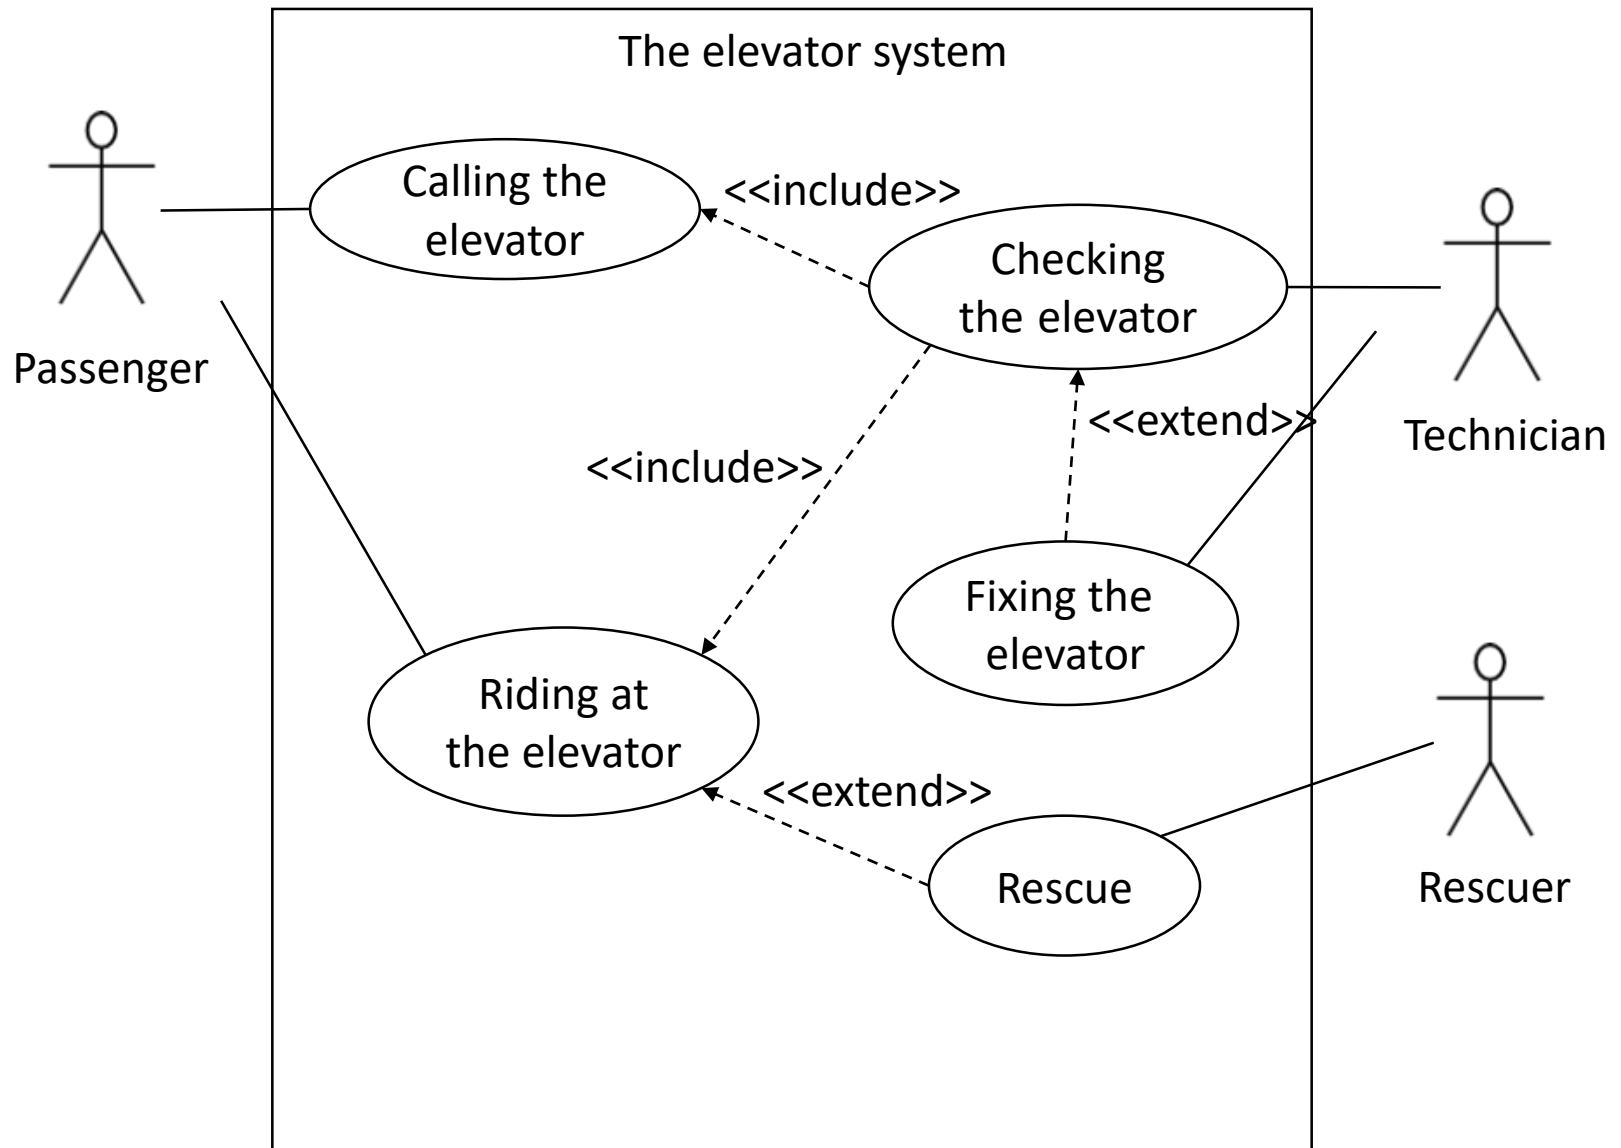 The elevator system
Calling the
elevator
<<include>>
Checking
the elevator
Passenger
<<extend>>
Technician
<<include>>
Fixing the
elevator
Riding at
the elevator
<<extend>>
Rescue
Rescuer